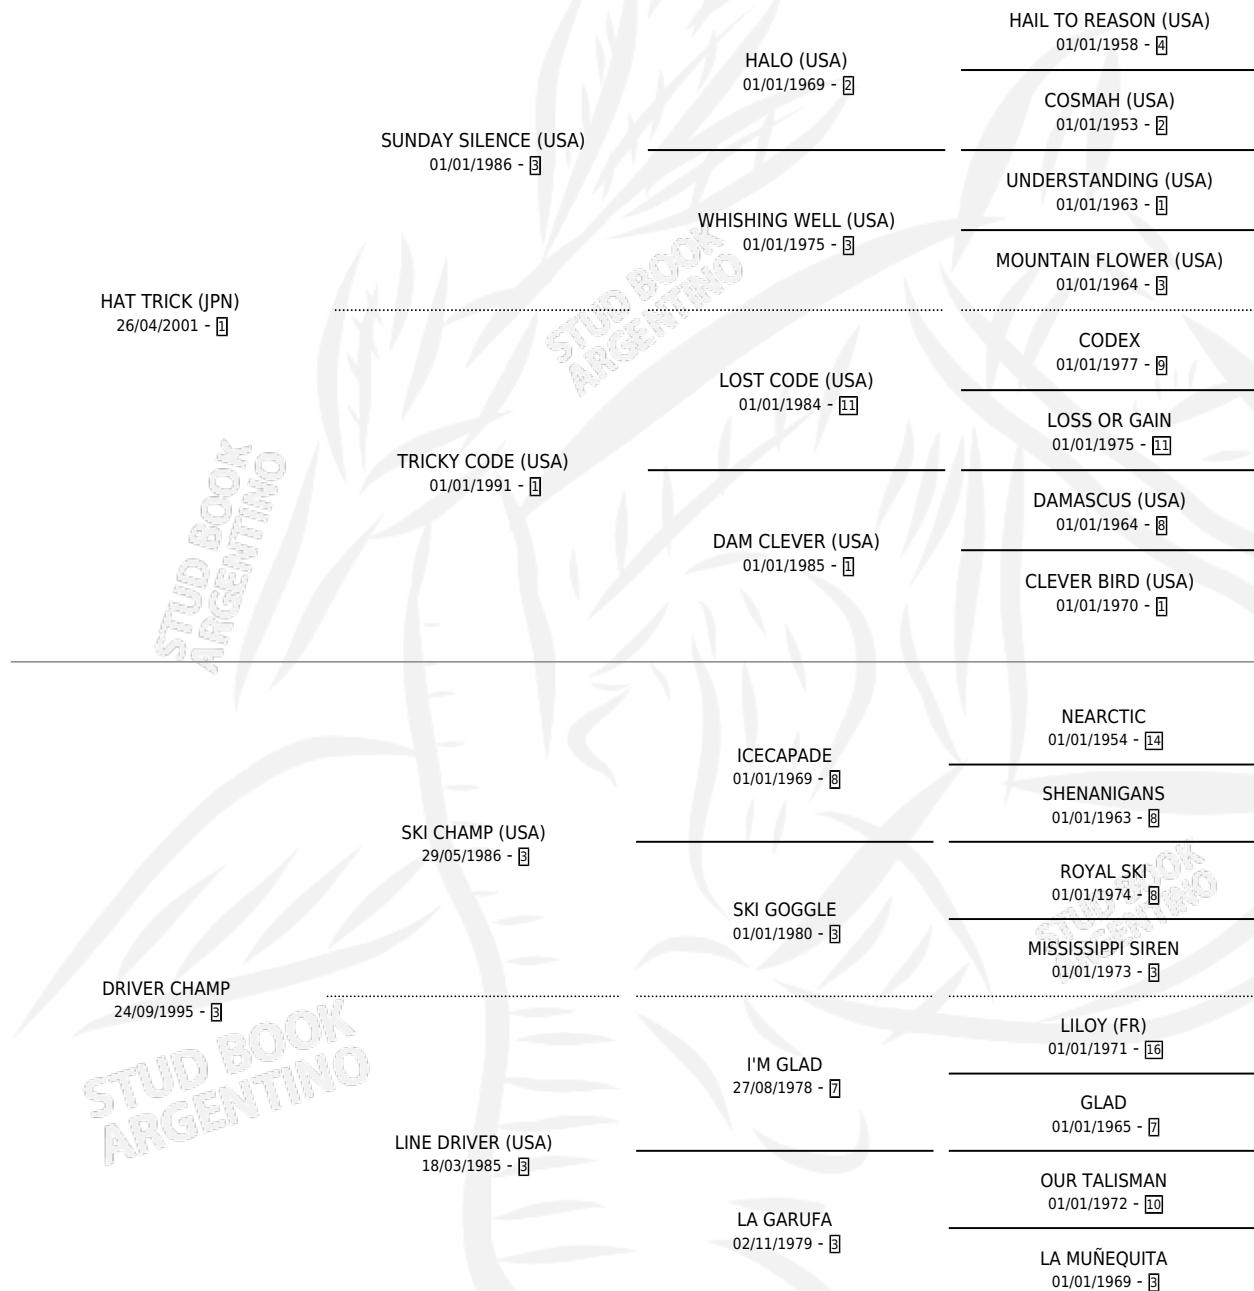 HAIL TO REASON (USA)
01/01/1958 - 4
HALO (USA)
01/01/1969 - 2
COSMAH (USA)
01/01/1953 - 2
SUNDAY SILENCE (USA)
01/01/1986 - 3
UNDERSTANDING (USA)
01/01/1963 - 1
WHISHING WELL (USA)
01/01/1975 - 3
MOUNTAIN FLOWER (USA)
01/01/1964 - 3
HAT TRICK (JPN)
26/04/2001 - 1
CODEX
01/01/1977 - 9
LOST CODE (USA)
01/01/1984 - 11
LOSS OR GAIN
01/01/1975 - 11
TRICKY CODE (USA)
01/01/1991 - 1
DAMASCUS (USA)
01/01/1964 - 8
DAM CLEVER (USA)
01/01/1985 - 1
CLEVER BIRD (USA)
01/01/1970 - 1
NEARCTIC
01/01/1954 - 14
ICECAPADE
01/01/1969 - 8
SHENANIGANS
01/01/1963 - 8
SKI CHAMP (USA)
29/05/1986 - 3
ROYAL SKI
01/01/1974 - 8
SKI GOGGLE
01/01/1980 - 3
MISSISSIPPI SIREN
01/01/1973 - 3
DRIVER CHAMP
24/09/1995 - 3
LILOY (FR)
01/01/1971 - 16
I'M GLAD
27/08/1978 - 7
GLAD
01/01/1965 - 7
LINE DRIVER (USA)
18/03/1985 - 3
OUR TALISMAN
01/01/1972 - 10
LA GARUFA
02/11/1979 - 3
LA MUÑEQUITA
01/01/1969 - 3
STUD BOOK
ARGENTINO
STUD BOOK
ARGENTINO
STUD BOOK
ARGENTINO
STUD BOOK
ARGENTINO